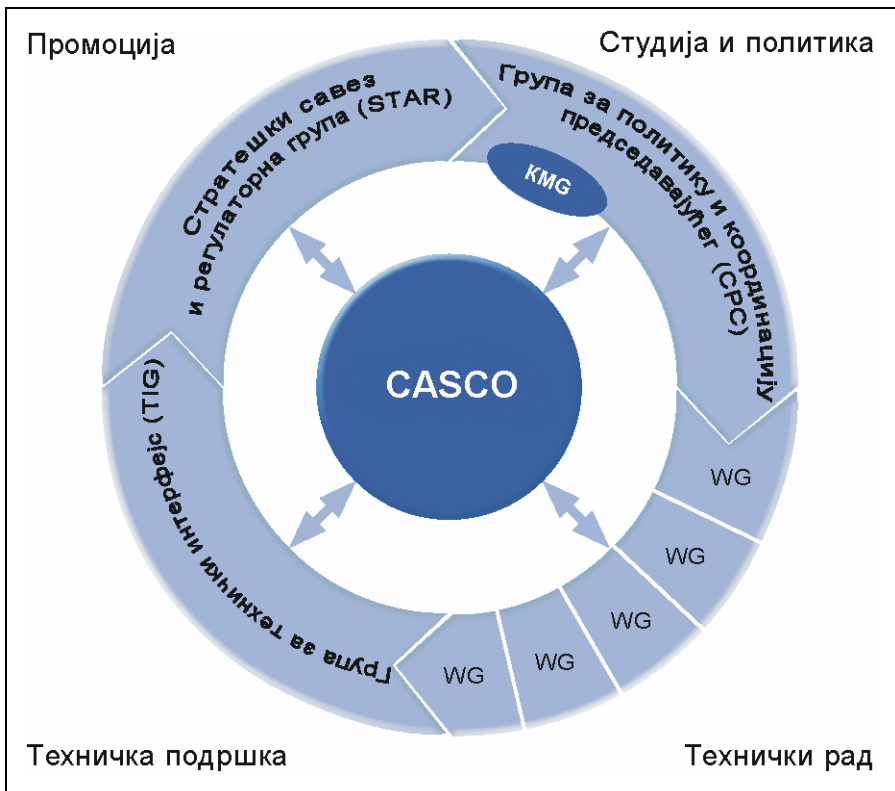 Промоција
Студија и политика
Стратешки савез
и регулаторна група (STAR)
Група за политику и координацију
председавајућег (CPC)
KMG
CASCO
Група за технички интерфејс (TIG)
WG
WG
WG
WG
WG
Техничка подршка
Технички рад